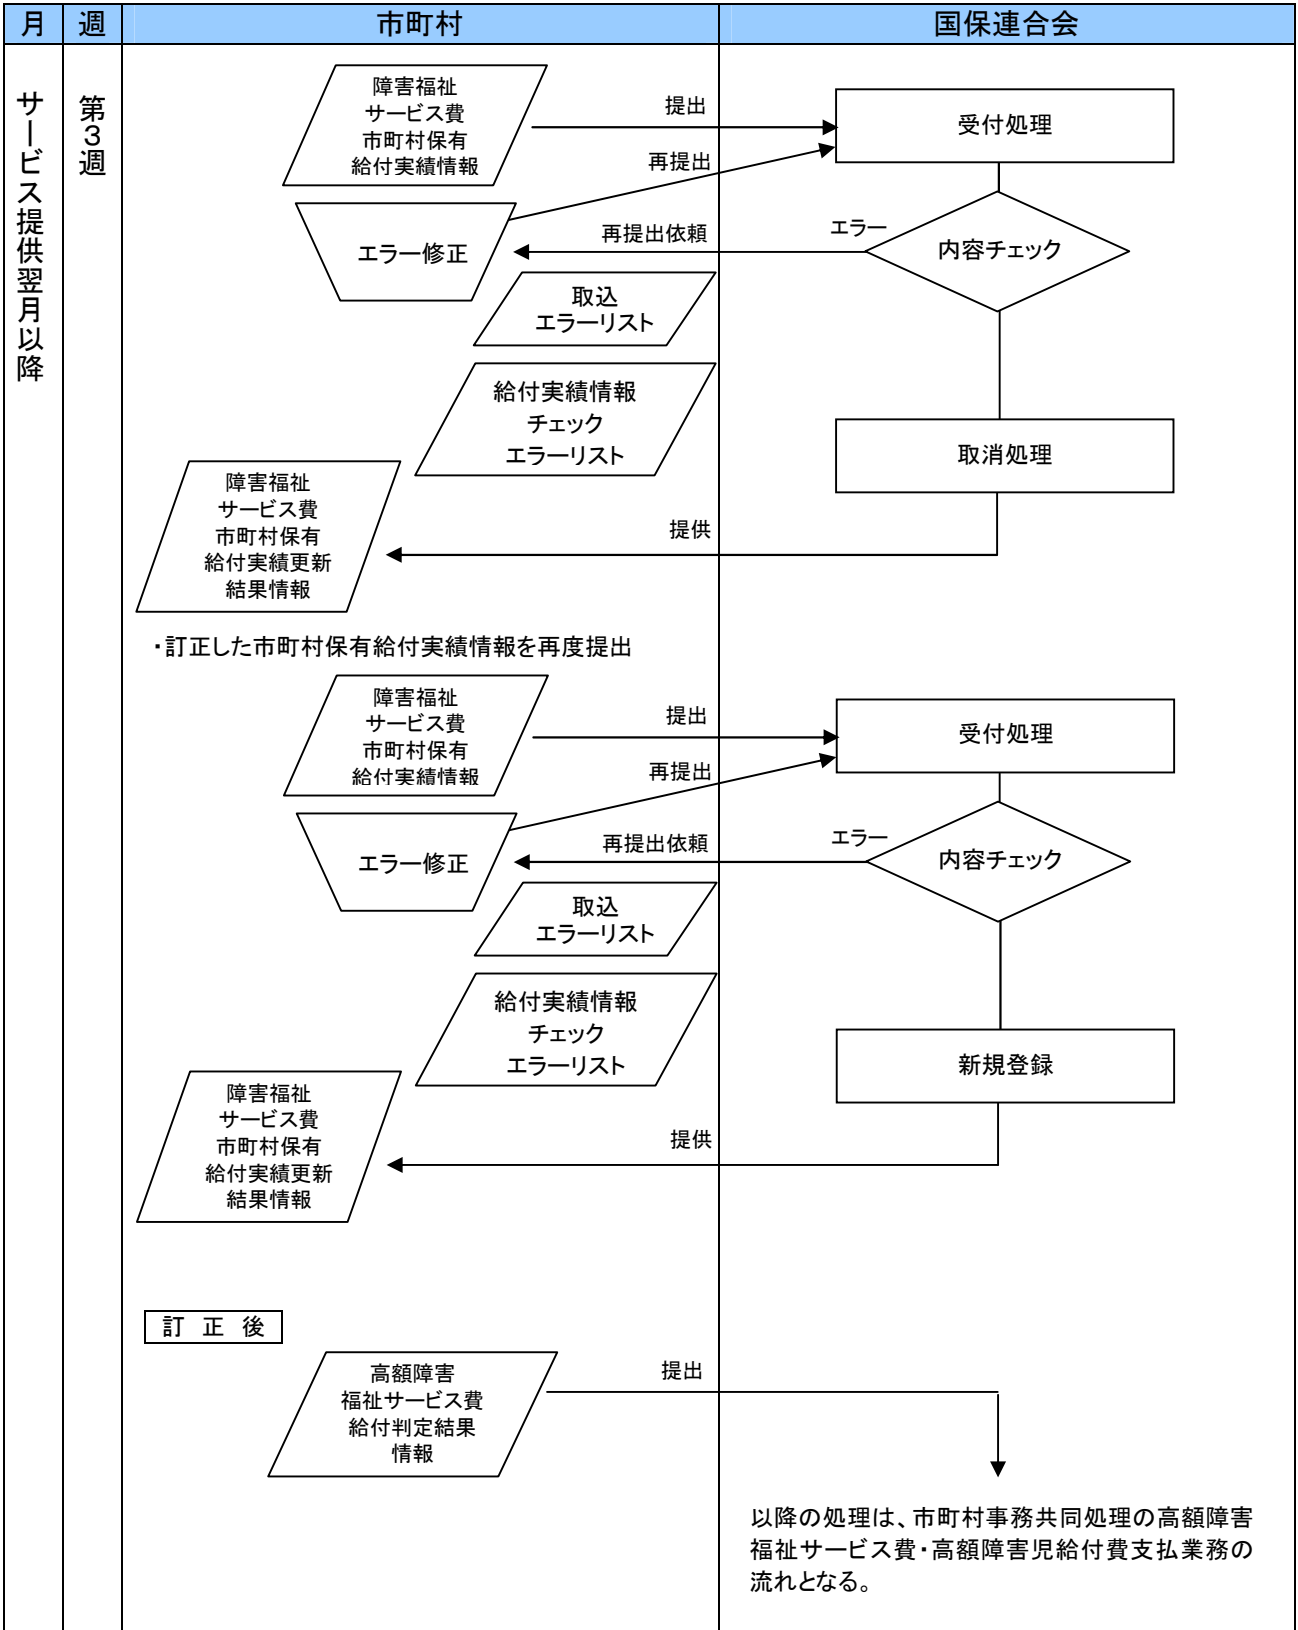 月 週 市町村 国保連合会
サービス提供翌月以降
第3週
障害福祉
サービス費
市町村保有
給付実績情報
提出
受付処理
再提出
エラー修正
再提出依頼
エラー
内容チェック
取込
エラーリスト
給付実績情報
チェック
エラーリスト
取消処理
障害福祉
サービス費
市町村保有
給付実績更新
結果情報
提供
・訂正した市町村保有給付実績情報を再度提出
障害福祉
サービス費
市町村保有
給付実績情報
提出
受付処理
再提出
エラー修正
再提出依頼
エラー
内容チェック
取込
エラーリスト
給付実績情報
チェック
エラーリスト
新規登録
障害福祉
サービス費
市町村保有
給付実績更新
結果情報
提供
訂 正 後
高額障害
福祉サービス費
給付判定結果
情報
提出
以降の処理は、市町村事務共同処理の高額障害
福祉サービス費・高額障害児給付費支払業務の
流れとなる。